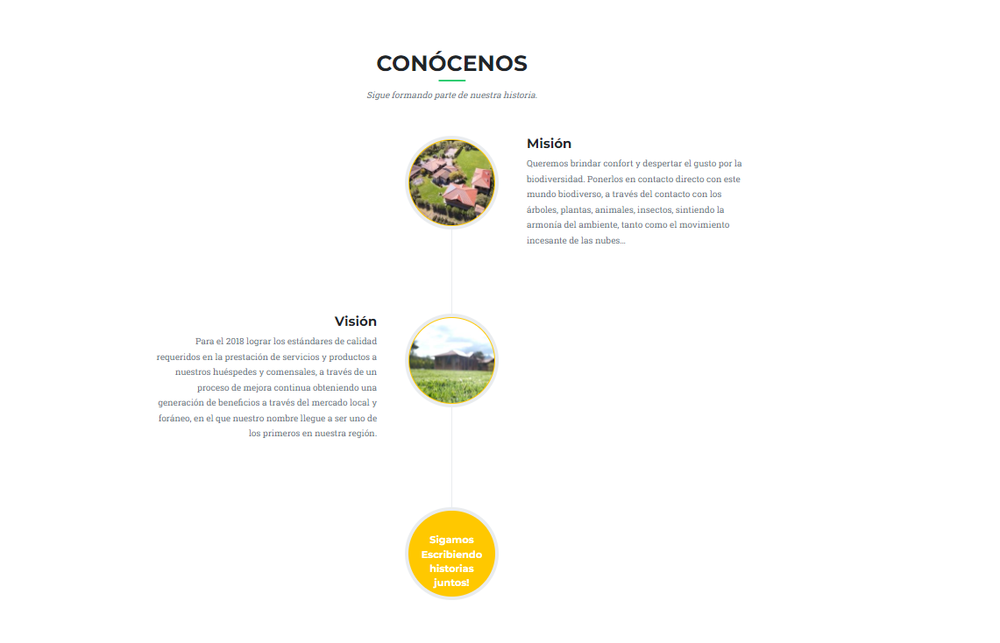 CONÓCENOS
Sigue formando parte de nuestra historia.
Misión
Queremos brindar confort y despertar el gusto por la
biodiversidad. Ponerlos en contacto directo con este
mundo biodiverso, a través del contacto con los
árboles, plantas, animales, insectos, sintiendo la
armonía del ambiente, tanto como el movimiento
incesante de las nubes...
Visión
Para el 2018 lograr los estándares de calidad
requeridos en la prestación de servicios y productos a
nuestros huéspedes y comensales, a través de un
proceso de mejora continua obteniendo una
generación de beneficios a través del mercado local y
foráneo, en el que nuestro nombre llegue a ser uno de
los primeros en nuestra región.
Sigamos
Escribiendo
historias
juntos!